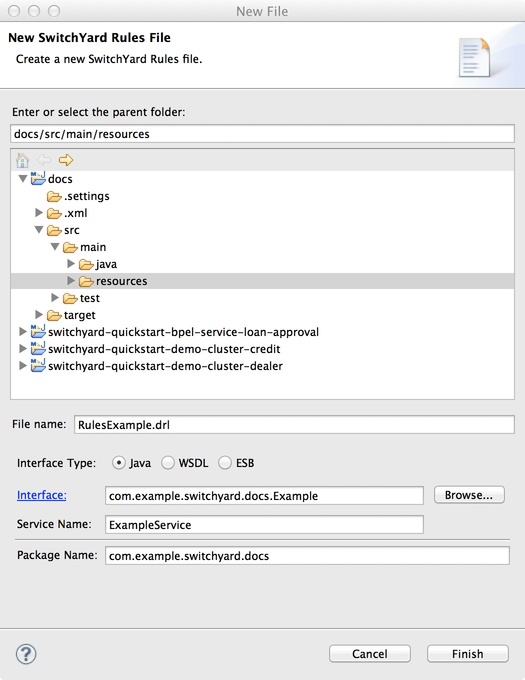 New File
New SwitchYard Rules File
Create a new SwitchYard Rules file.
Enter or select the parent folder:
docs/src/main/resources
docs
.settings
.xml
src
main
java
resources
test
target
switchyard-quickstart-bpel-service-loan-approval
switchyard-quickstart-demo-cluster-credit
switchyard-quickstart-demo-cluster-dealer
File name: RulesExample.drl
Interface Type: Java WSDL ESB
Interface: com.example.switchyard.docs.Example Browse...
Service Name: ExampleService
Package Name: com.example.switchyard.docs
? Cancel Finish